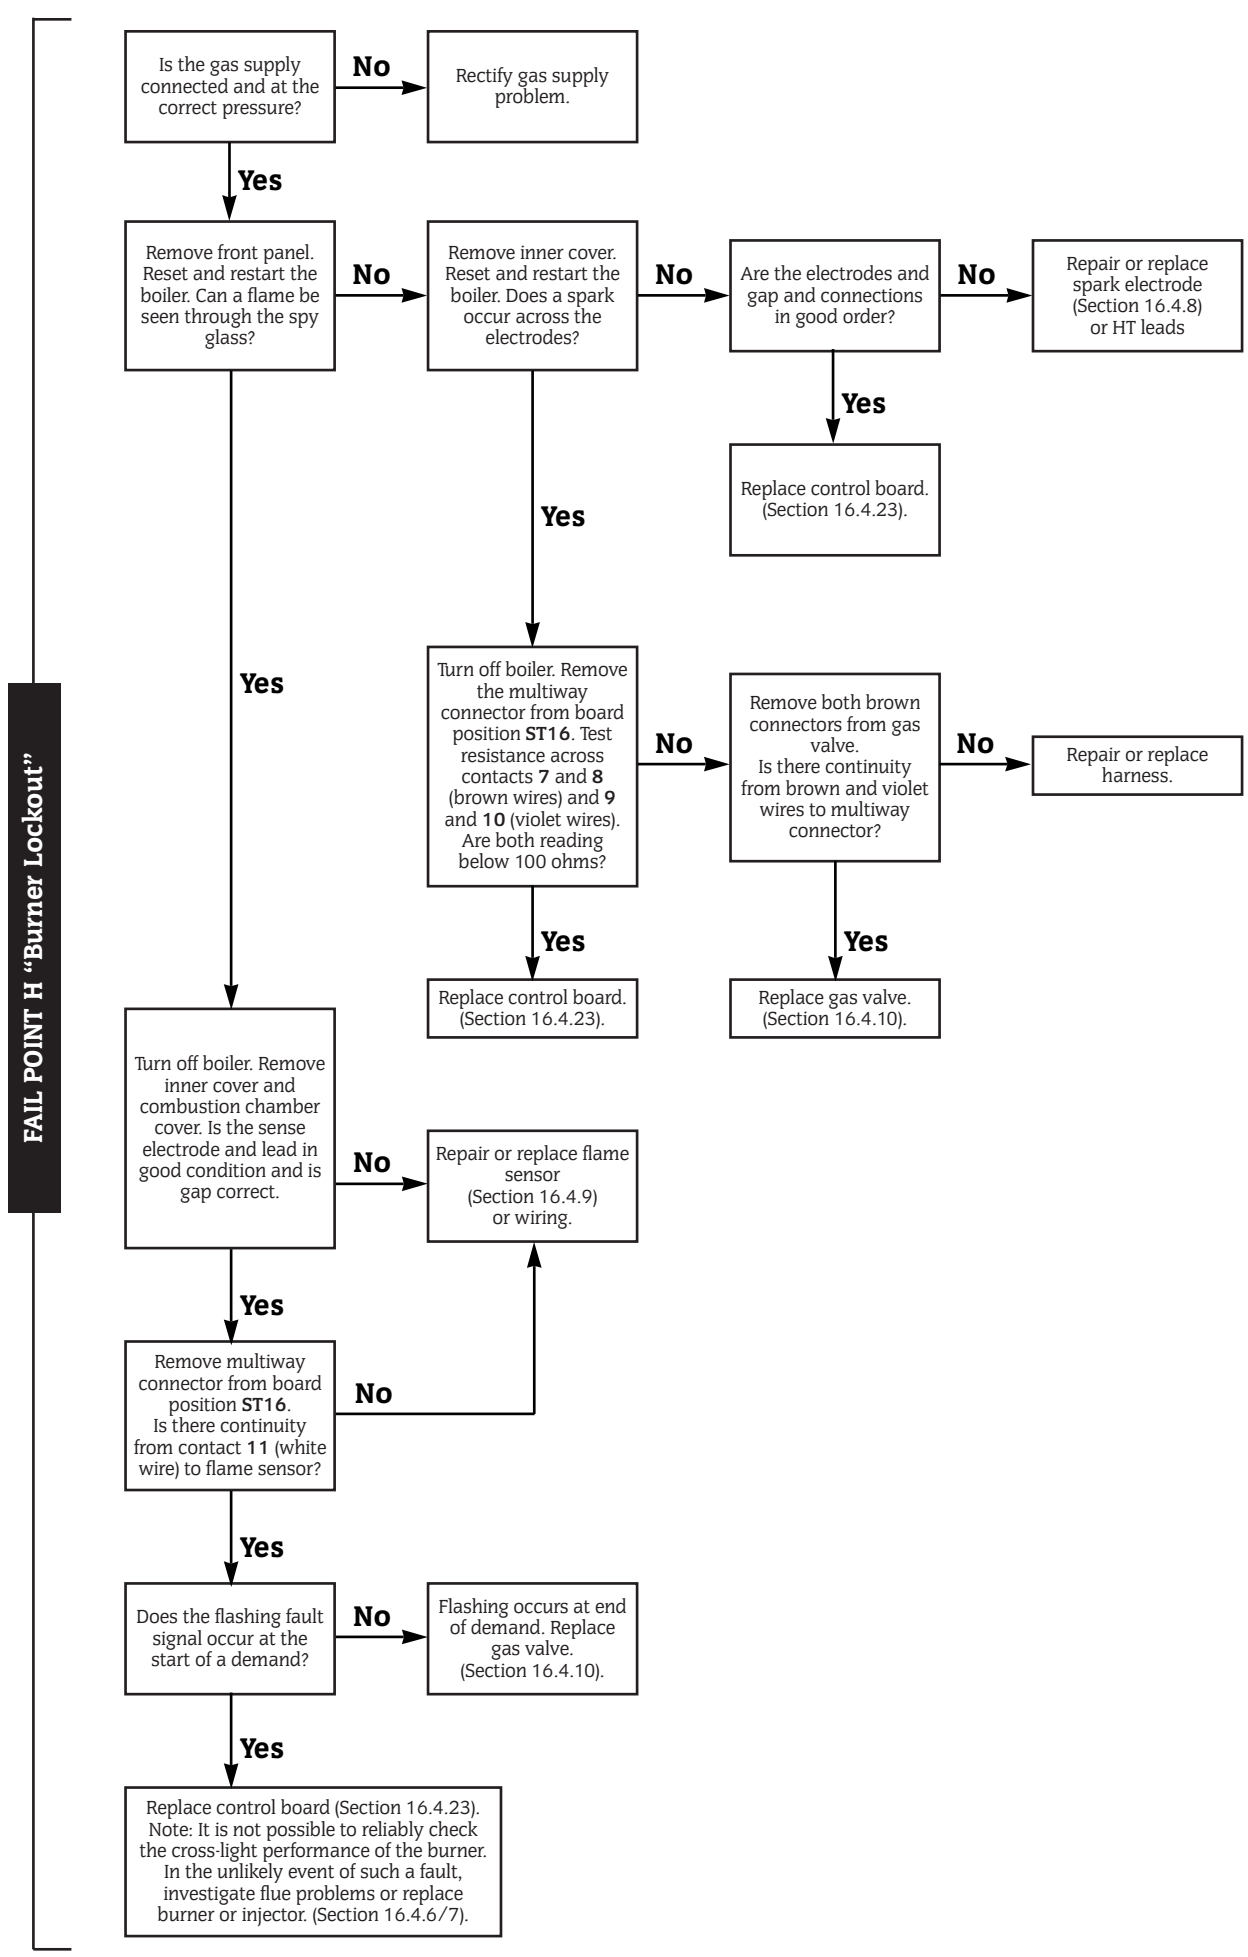 FAIL POINT H “Burner Lockout”
Is the gas supply
connected and at the
correct pressure?
No
Rectify gas supply
problem.
Yes
Remove front panel.
Reset and restart the
boiler. Can a flame be
seen through the spy
glass?
No
Remove inner cover.
Reset and restart the
boiler. Does a spark
occur across the
electrodes?
No
Are the electrodes and
gap and connections
in good order?
No
Repair or replace
spark electrode
(Section 16.4.8)
or HT leads
Yes
Replace control board.
(Section 16.4.23).
Yes
Yes
Turn off boiler. Remove
the multiway
connector from board
position ST16. Test
resistance across
contacts 7 and 8
(brown wires) and 9
and 10 (violet wires).
Are both reading
below 100 ohms?
No
Remove both brown
connectors from gas
valve.
Is there continuity
from brown and violet
wires to multiway
connector?
No
Repair or replace
harness.
Yes
Replace control board.
(Section 16.4.23).
Yes
Replace gas valve.
(Section 16.4.10).
Turn off boiler. Remove
inner cover and
combustion chamber
cover. Is the sense
electrode and lead in
good condition and is
gap correct.
No
Repair or replace flame
sensor
(Section 16.4.9)
or wiring.
Yes
Remove multiway
connector from board
position ST16.
Is there continuity
from contact 11 (white
wire) to flame sensor?
No
Yes
Does the flashing fault
signal occur at the
start of a demand?
No
Flashing occurs at end
of demand. Replace
gas valve.
(Section 16.4.10).
Yes
Replace control board (Section 16.4.23).
Note: It is not possible to reliably check
the cross-light performance of the burner.
In the unlikely event of such a fault,
investigate flue problems or replace
burner or injector. (Section 16.4.6/7).